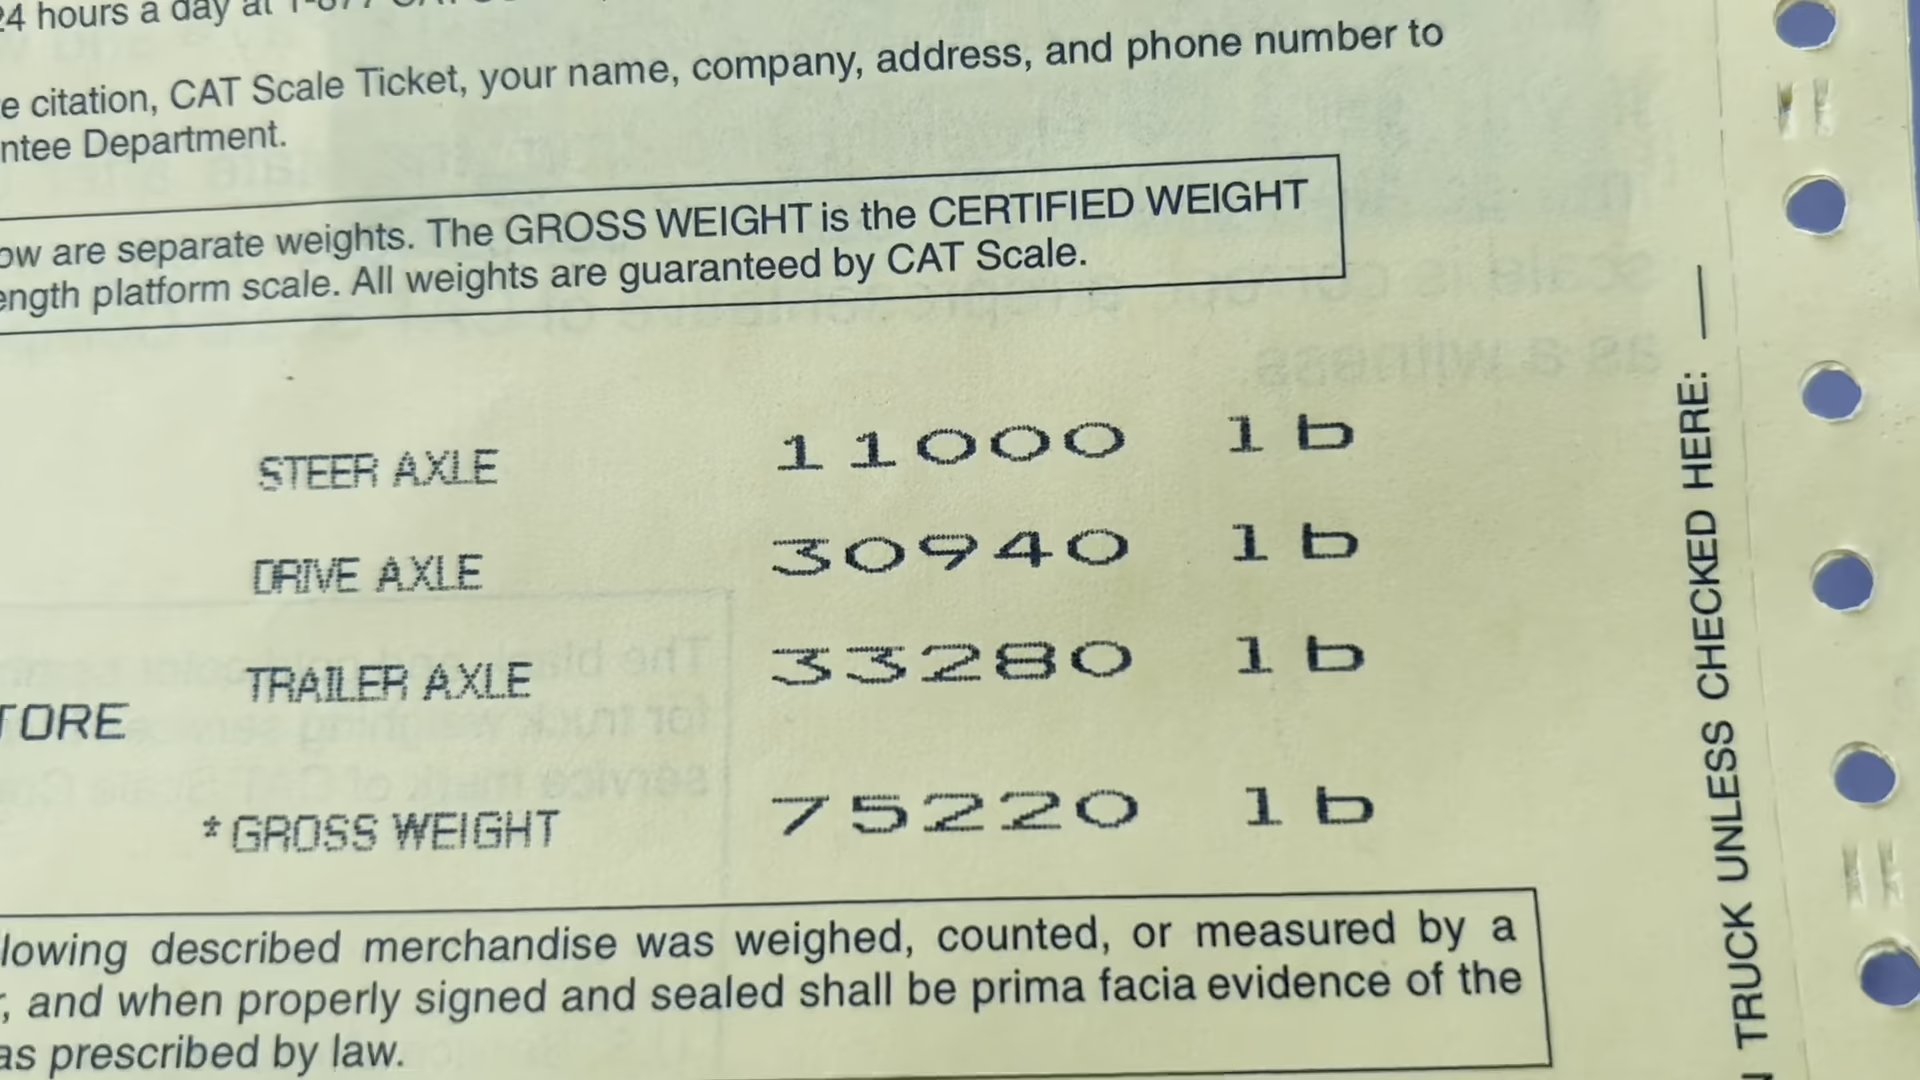 24 hours a day at 1-877
e citation, CAT Scale Ticket, your name, company, address, and phone number to
ntee Department.
ow are separate weights. The GROSS WEIGHT is the CERTIFIED WEIGHT
ength platform scale. All weights are guaranteed by CAT Scale.
STEER AXLE 11000 lb
DRIVE AXLE 30940 lb
TRAILER AXLE 33280 lb
TORE
*GROSS WEIGHT 75220 lb
lowing described merchandise was weighed, counted, or measured by a
, and when properly signed and sealed shall be prima facia evidence of the
as prescribed by law.
TRUCK UNLESS CHECKED HERE: